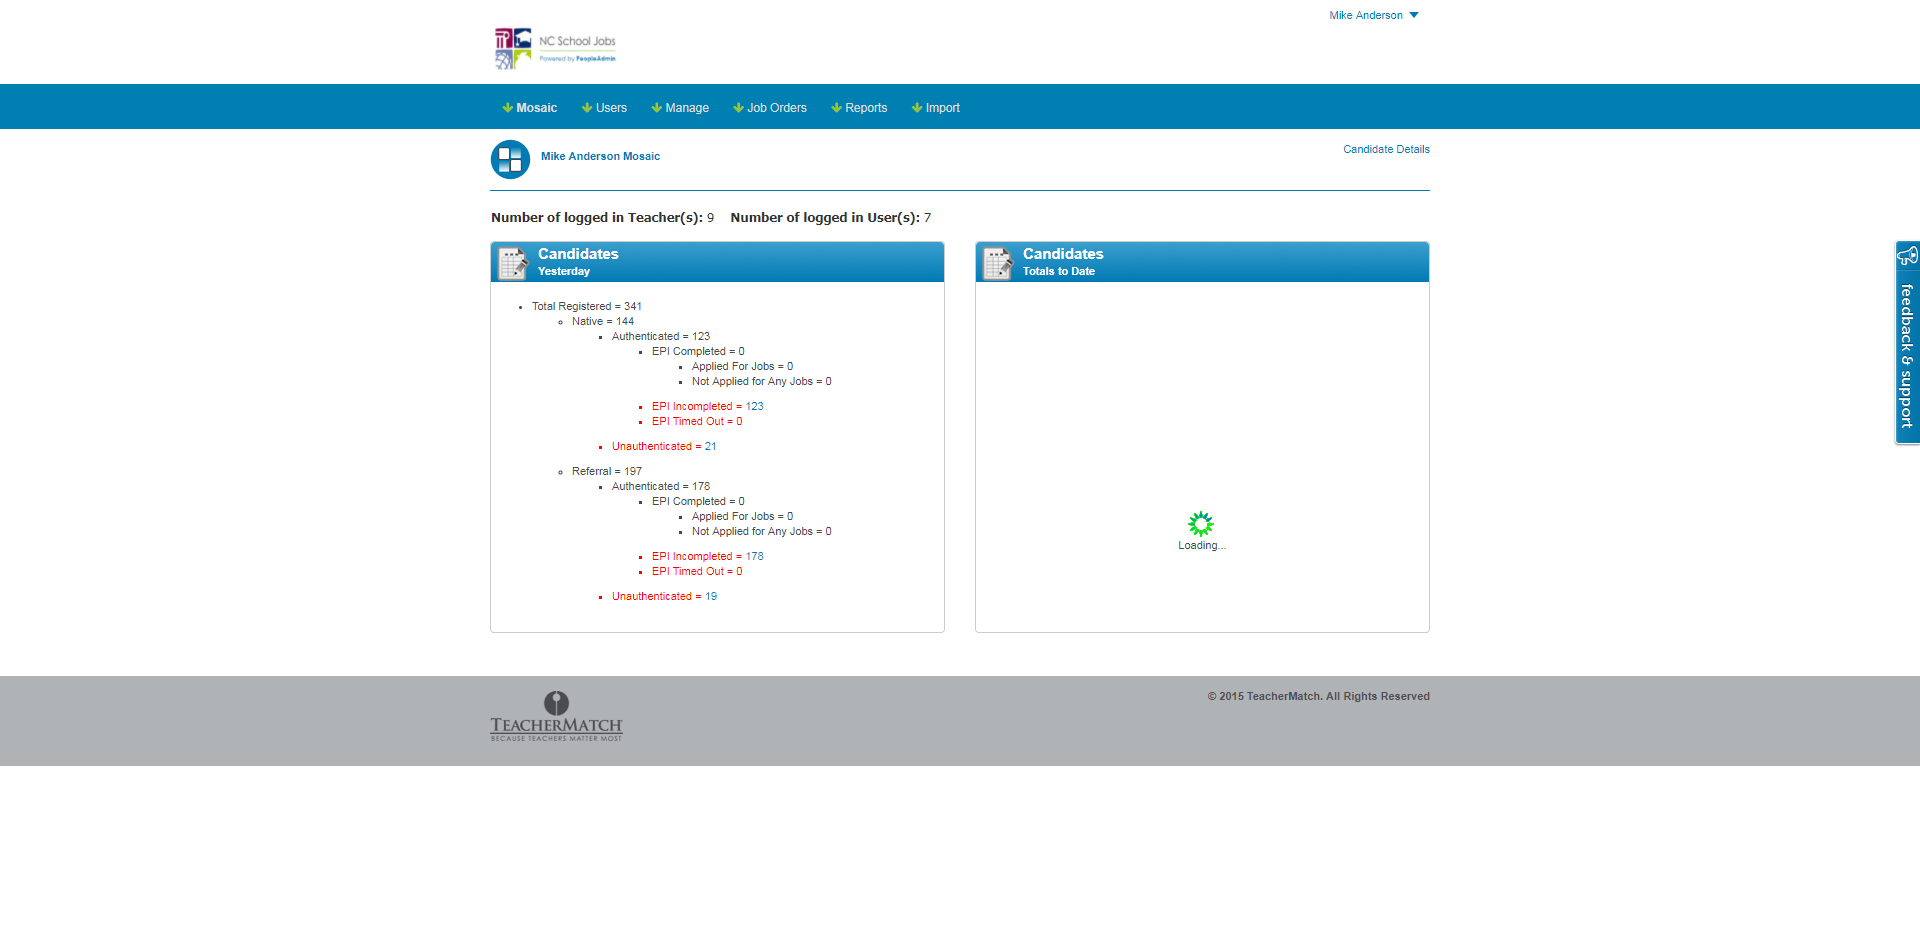 Mike Anderson
NC School Jobs
Powered by PeopleAdmin
Mosaic Users Manage Job Orders Reports Import
Mike Anderson Mosaic
Candidate Details
Number of logged in Teacher(s): 9 Number of logged in User(s): 7
Candidates
Yesterday
Total Registered = 341
Native = 144
Authenticated = 123
EPI Completed = 0
Applied For Jobs = 0
Not Applied for Any Jobs = 0
EPI Incompleted = 123
EPI Timed Out = 0
Unauthenticated = 21
Referral = 197
Authenticated = 178
EPI Completed = 0
Applied For Jobs = 0
Not Applied for Any Jobs = 0
EPI Incompleted = 178
EPI Timed Out = 0
Unauthenticated = 19
Candidates
Totals to Date
Loading...
feedback & support
TEACHERMATCH
BECAUSE TEACHERS MATTER MOST
© 2015 TeacherMatch. All Rights Reserved